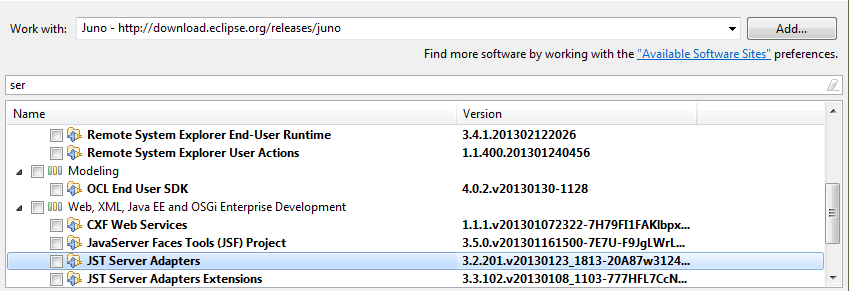 Work with: Juno - http://download.eclipse.org/releases/juno Add...
Find more software by working with the "Available Software Sites" preferences.
ser
Name Version
Remote System Explorer End-User Runtime 3.4.1.201302122026
Remote System Explorer User Actions 1.1.400.201301240456
Modeling
OCL End User SDK 4.0.2.v20130130-1128
Web, XML, Java EE and OSGi Enterprise Development
CXF Web Services 1.1.1.v201301072322-7H79FI1FAKlbpx...
JavaServer Faces Tools (JSF) Project 3.5.0.v201301161500-7E7U-F9JgLWrL...
JST Server Adapters 3.2.201.v20130123_1813-20A87w3124...
JST Server Adapters Extensions 3.3.102.v20130108_1103-777HFL7CcN...